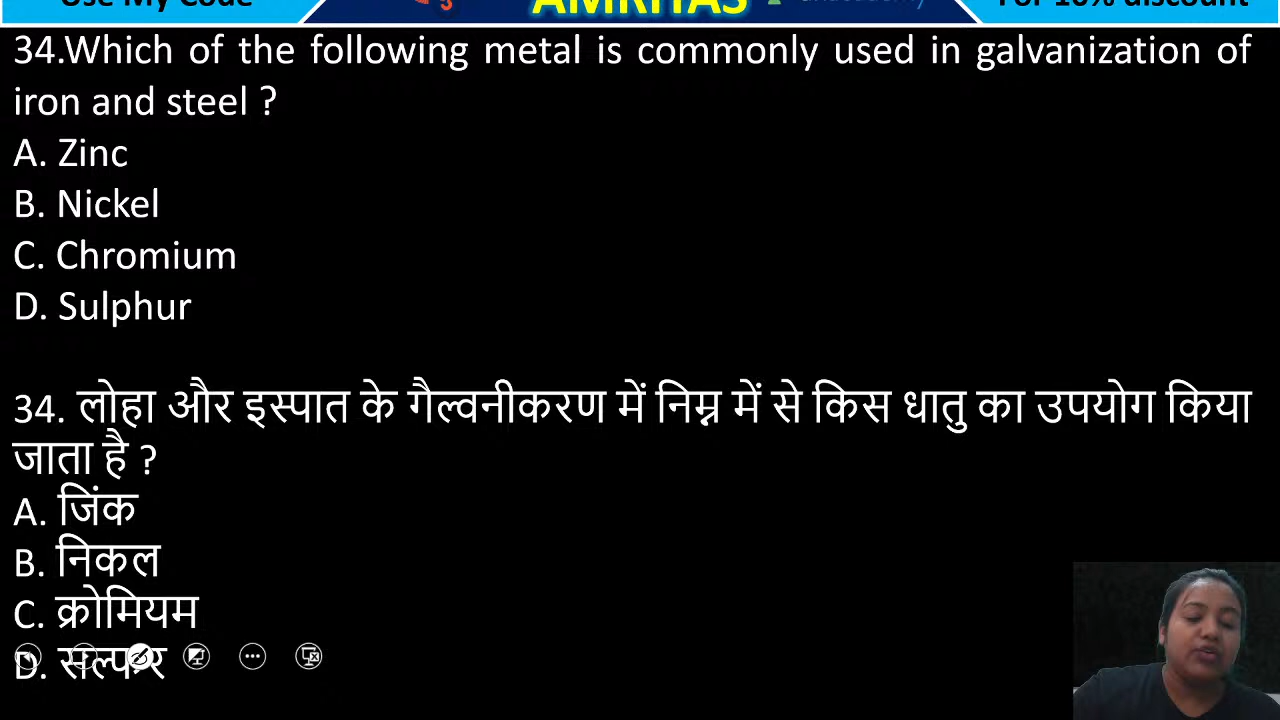 Use My Code AMRITAS unacademy For 10% discount
34.Which of the following metal is commonly used in galvanization of
iron and steel ?
A. Zinc
B. Nickel
C. Chromium
D. Sulphur
34. लोहा और इस्पात के गैल्वनीकरण में निम्न में से किस धातु का उपयोग किया
जाता है ?
A. जिंक
B. निकल
C. क्रोमियम
D. सल्फर